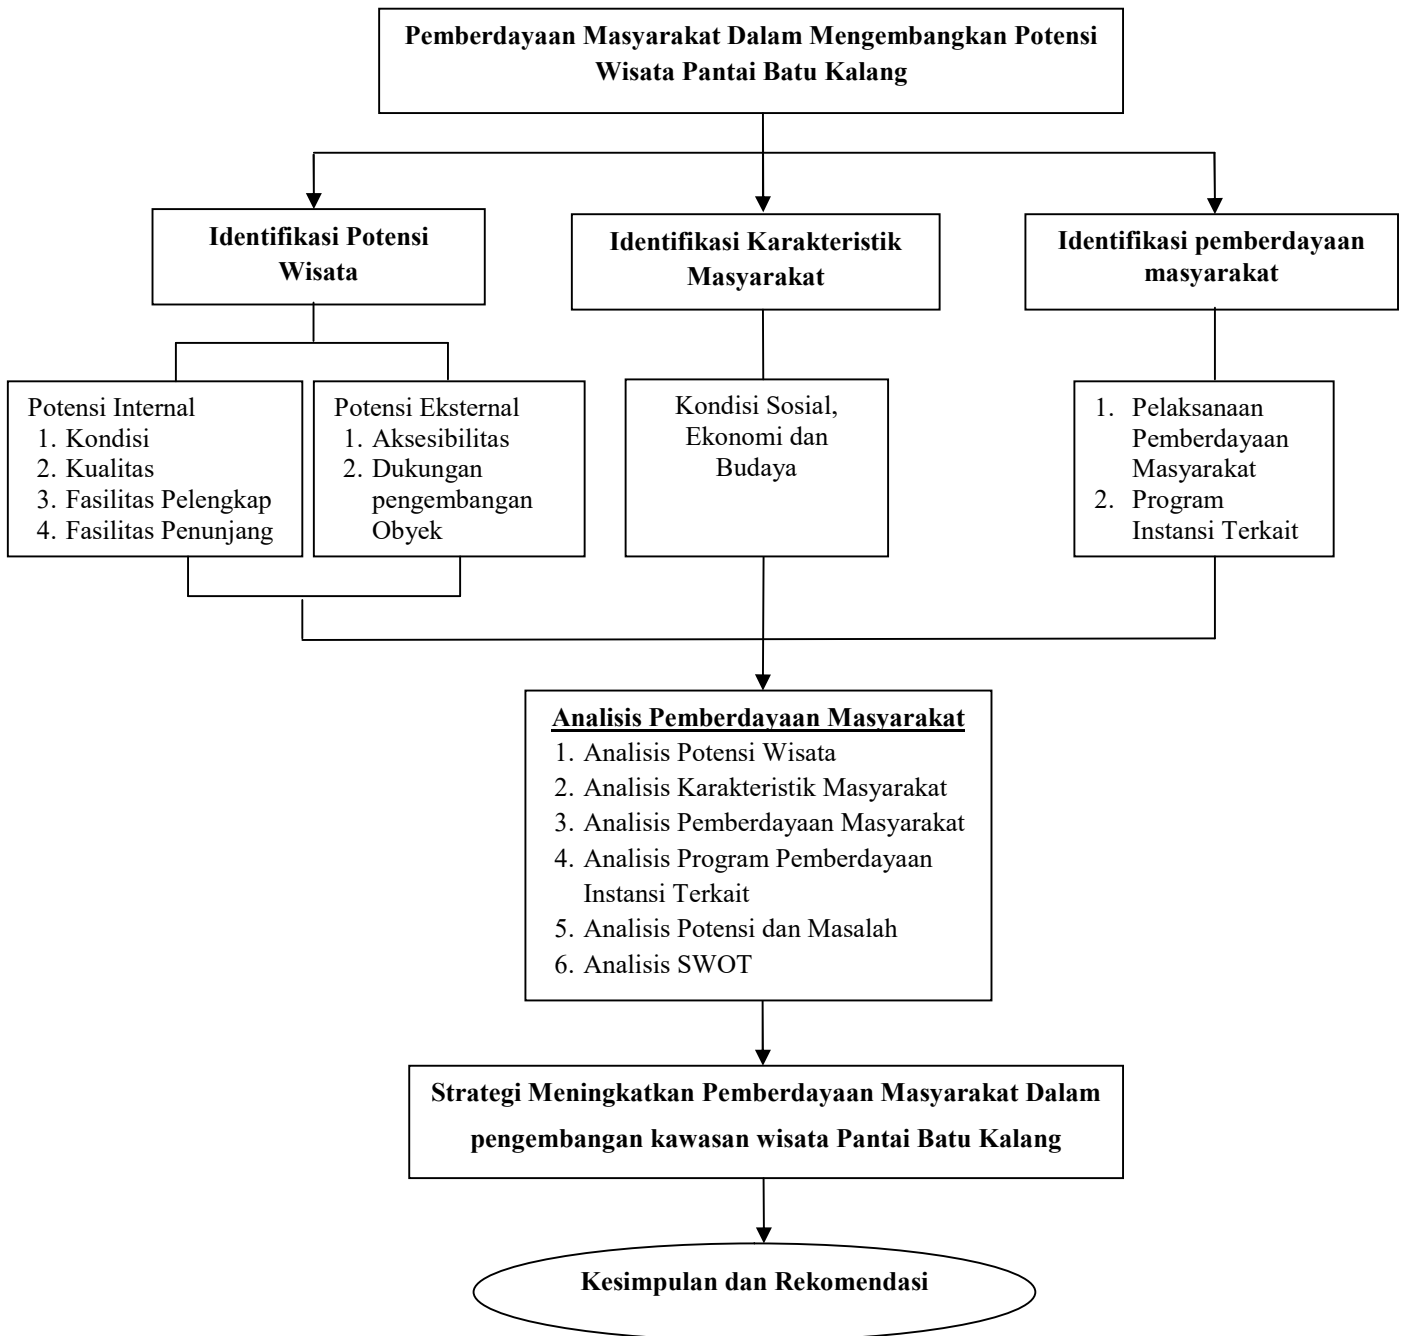 Pemberdayaan Masyarakat Dalam Mengembangkan Potensi
Wisata Pantai Batu Kalang
Identifikasi Potensi
Wisata
Identifikasi Karakteristik
Masyarakat
Identifikasi pemberdayaan
masyarakat
Potensi Internal
1. Kondisi
2. Kualitas
3. Fasilitas Pelengkap
4. Fasilitas Penunjang
Potensi Eksternal
1. Aksesibilitas
2. Dukungan
pengembangan
Obyek
Kondisi Sosial,
Ekonomi dan
Budaya
1. Pelaksanaan
Pemberdayaan
Masyarakat
2. Program
Instansi Terkait
Analisis Pemberdayaan Masyarakat
1. Analisis Potensi Wisata
2. Analisis Karakteristik Masyarakat
3. Analisis Pemberdayaan Masyarakat
4. Analisis Program Pemberdayaan
Instansi Terkait
5. Analisis Potensi dan Masalah
6. Analisis SWOT
Strategi Meningkatkan Pemberdayaan Masyarakat Dalam
pengembangan kawasan wisata Pantai Batu Kalang
Kesimpulan dan Rekomendasi